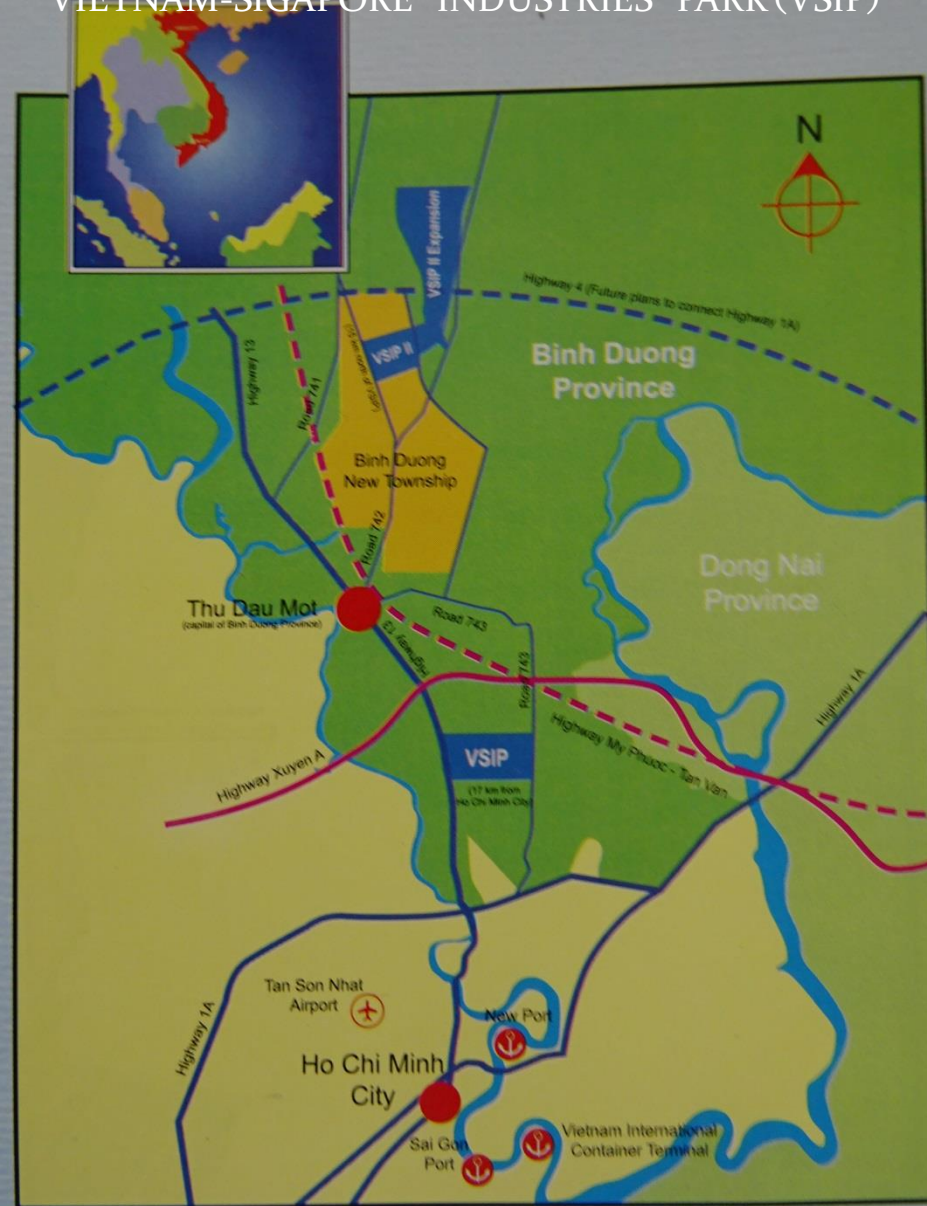 VIETNAM-SIGAPORE INDUSTRIES PARK (VSIP)
N
VSIP II Expansion
Highway 4 (Future plans to connect Highway 1A)
Highway 13
Road 741
VSIP II
Binh Duong
Province
Binh Duong
New Township
Road 742
Dong Nai
Province
Thu Dau Mot
(capital of Binh Duong Province)
Road 743
Highway 13
Road 743
Highway 1A
Highway My Phuoc - Tan Van
VSIP
(17 km from
Ho Chi Minh City)
Highway Xuyen A
Tan Son Nhat
Airport
Highway 1A
New Port
Ho Chi Minh
City
Sai Gon
Port
Vietnam International
Container Terminal